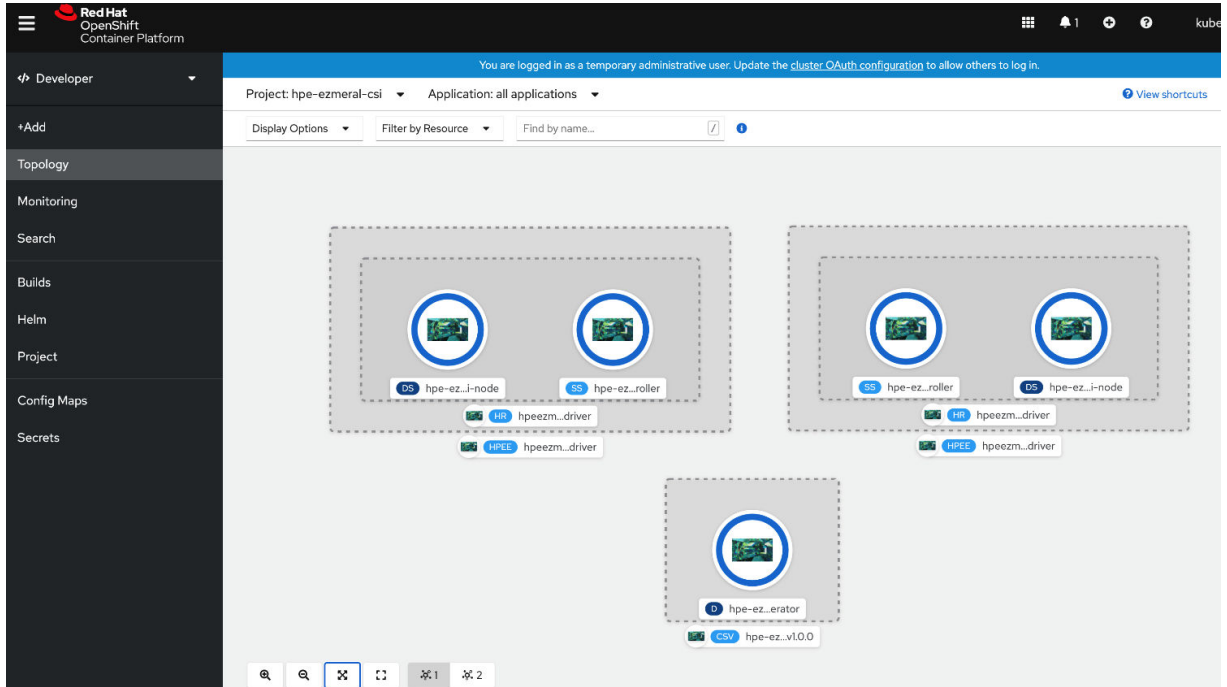 Red Hat
OpenShift
Container Platform
1
kube
</> Developer
You are logged in as a temporary administrative user. Update the cluster OAuth configuration to allow others to log in.
Project: hpe-ezmeral-csi
Application: all applications
View shortcuts
+Add
Display Options
Filter by Resource
Find by name...
/
Topology
Monitoring
Search
Builds
Helm
Project
Config Maps
Secrets
DS hpe-ez...i-node
SS hpe-ez...roller
HR hpeezm...driver
HPEE hpeezm...driver
SS hpe-ez...roller
DS hpe-ez...i-node
HR hpeezm...driver
HPEE hpeezm...driver
D hpe-ez...erator
CSV hpe-ez...v1.0.0
1
2